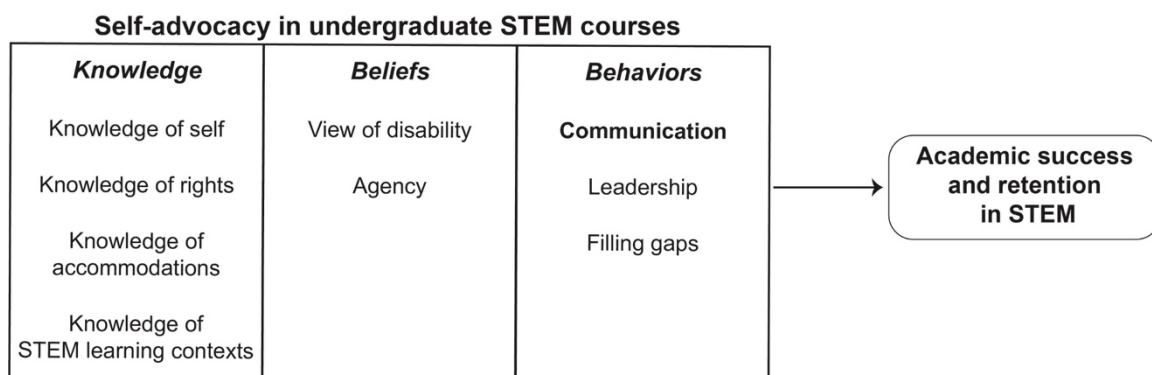 Self-advocacy in undergraduate STEM courses
Knowledge
Knowledge of self
Knowledge of rights
Knowledge of
accommodations
Knowledge of
STEM learning contexts
Beliefs
View of disability
Agency
Behaviors
Communication
Leadership
Filling gaps
Academic success
and retention
in STEM